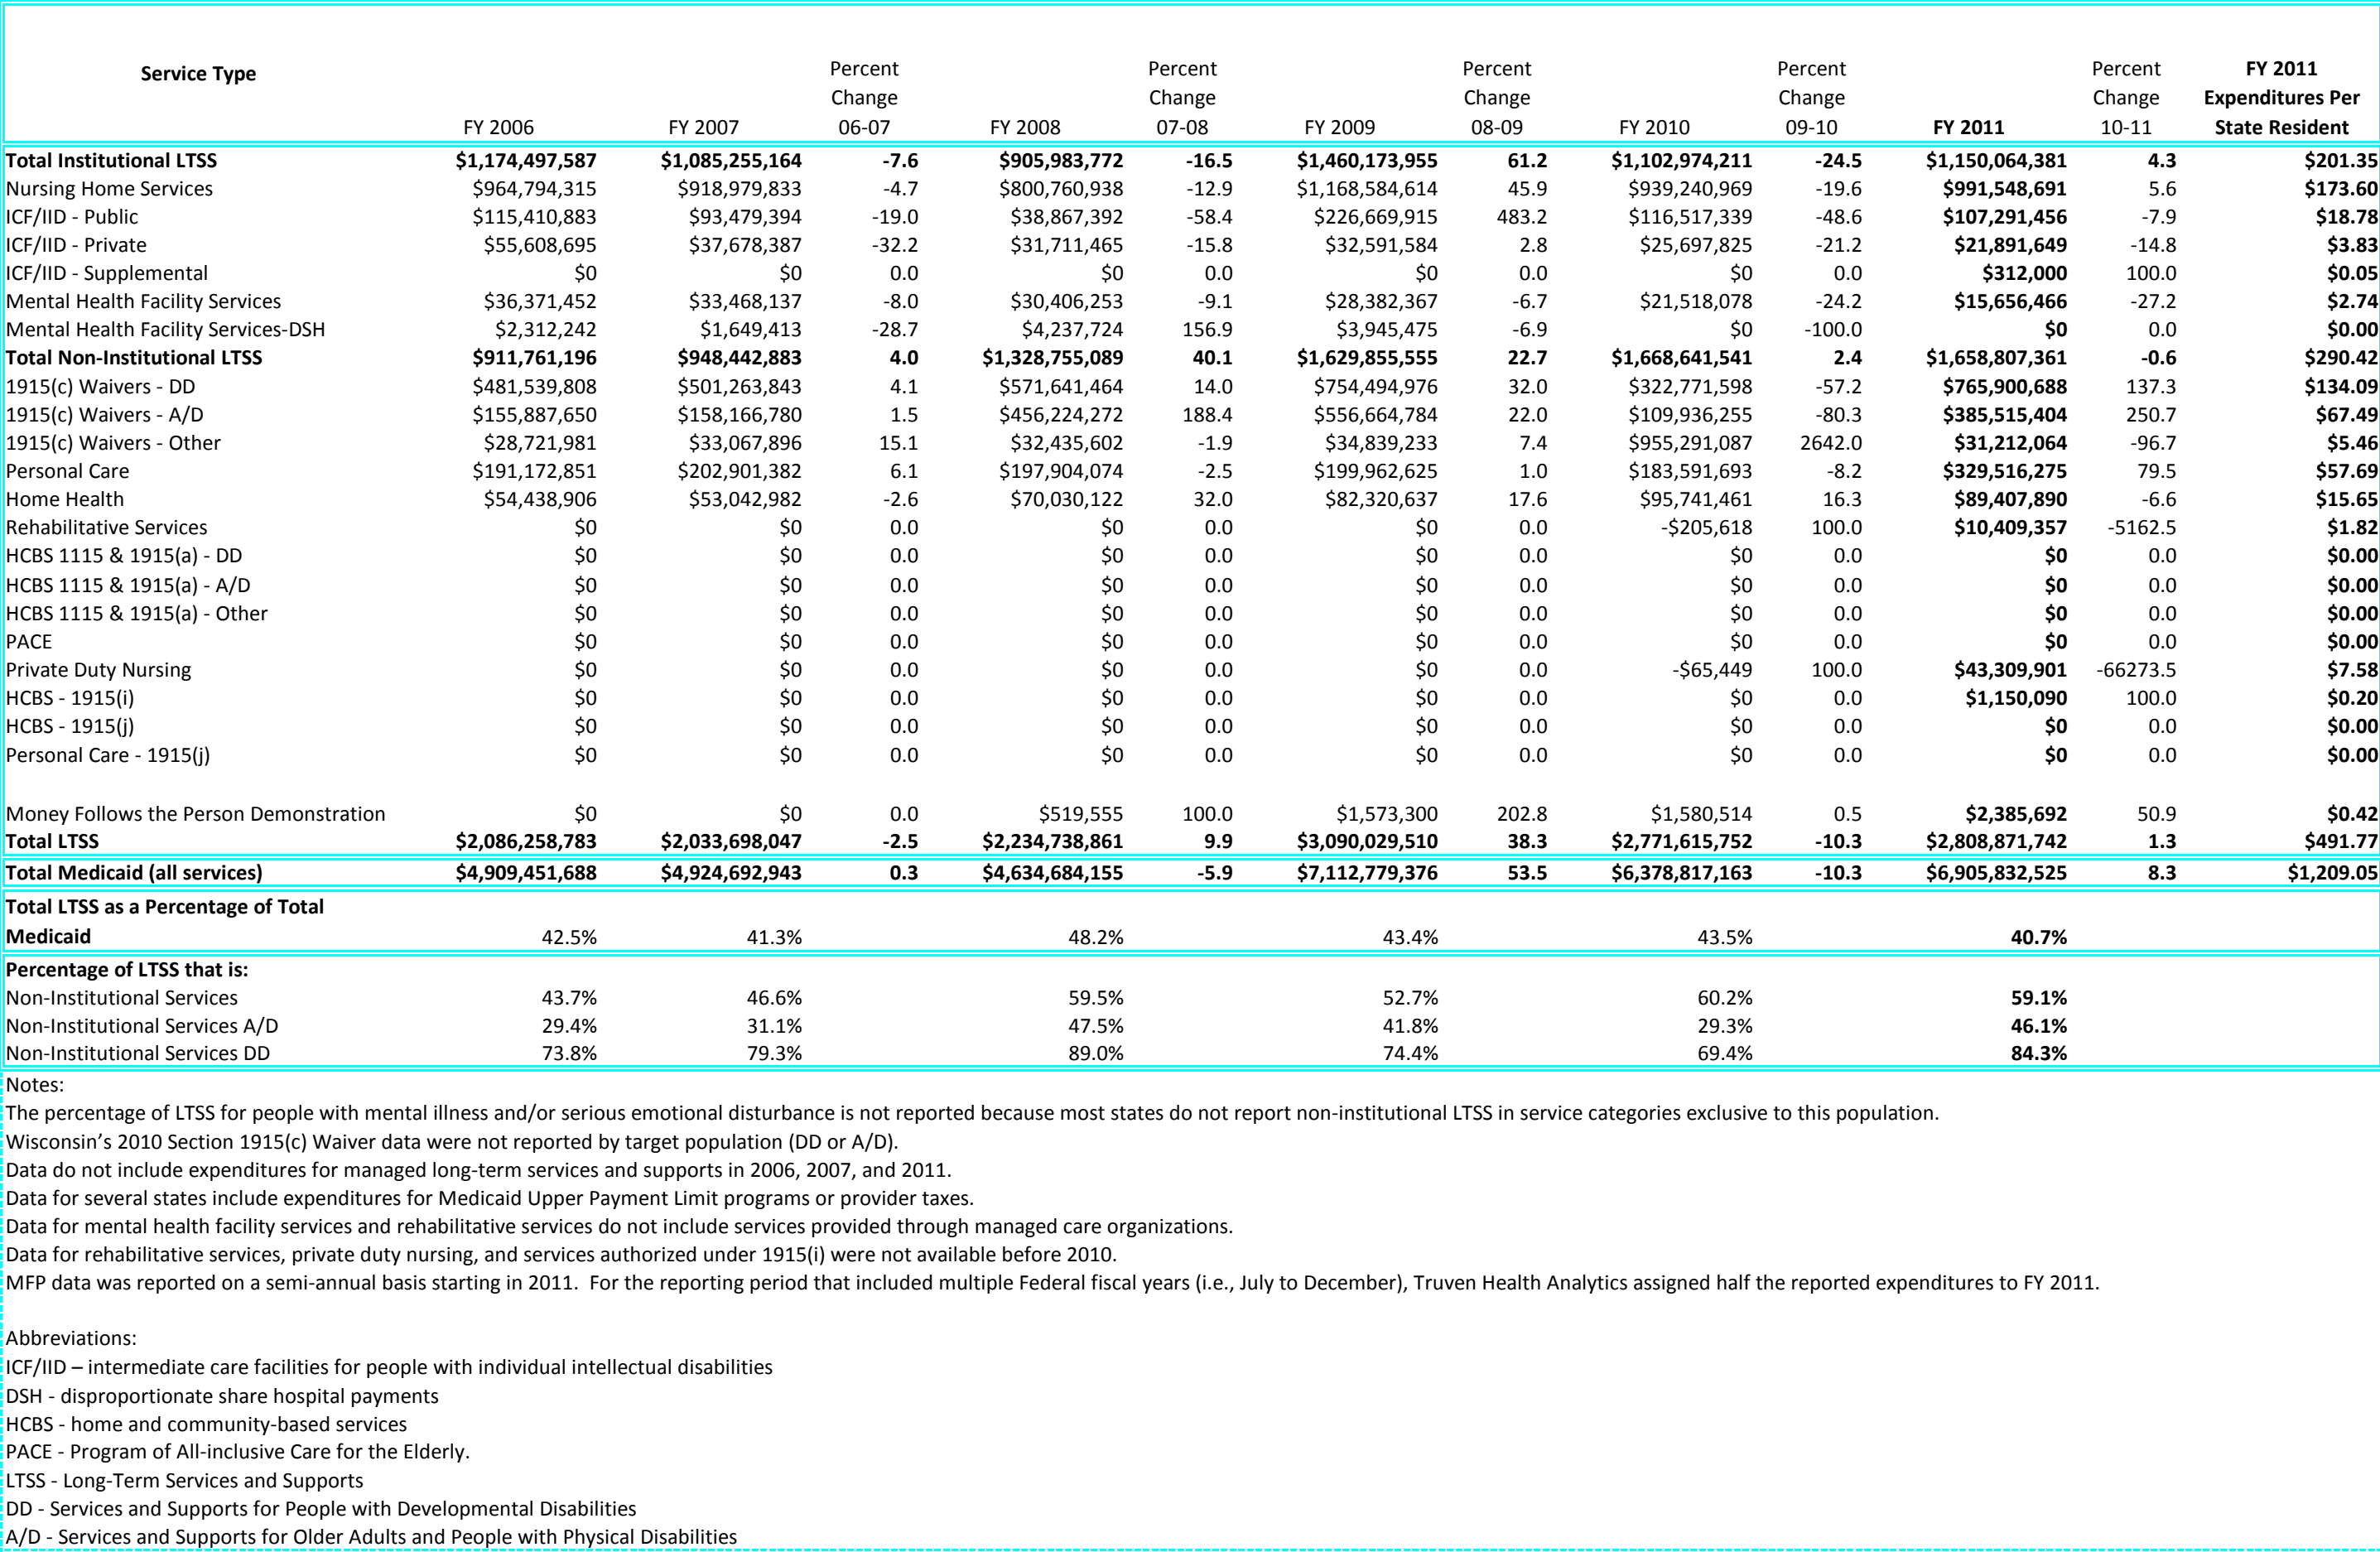 Service Type Percent Percent Percent Percent Percent FY 2011
Change Change Change Change Change Expenditures Per
FY 2006 FY 2007 06-07 FY 2008 07-08 FY 2009 08-09 FY 2010 09-10 FY 2011 10-11 State Resident
Total Institutional LTSS $1,174,497,587 $1,085,255,164 -7.6 $905,983,772 -16.5 $1,460,173,955 61.2 $1,102,974,211 -24.5 $1,150,064,381 4.3 $201.35
Nursing Home Services $964,794,315 $918,979,833 -4.7 $800,760,938 -12.9 $1,168,584,614 45.9 $939,240,969 -19.6 $991,548,691 5.6 $173.60
ICF/IID - Public $115,410,883 $93,479,394 -19.0 $38,867,392 -58.4 $226,669,915 483.2 $116,517,339 -48.6 $107,291,456 -7.9 $18.78
ICF/IID - Private $55,608,695 $37,678,387 -32.2 $31,711,465 -15.8 $32,591,584 2.8 $25,697,825 -21.2 $21,891,649 -14.8 $3.83
ICF/IID - Supplemental $0 $0 0.0 $0 0.0 $0 0.0 $0 0.0 $312,000 100.0 $0.05
Mental Health Facility Services $36,371,452 $33,468,137 -8.0 $30,406,253 -9.1 $28,382,367 -6.7 $21,518,078 -24.2 $15,656,466 -27.2 $2.74
Mental Health Facility Services-DSH $2,312,242 $1,649,413 -28.7 $4,237,724 156.9 $3,945,475 -6.9 $0 -100.0 $0 0.0 $0.00
Total Non-Institutional LTSS $911,761,196 $948,442,883 4.0 $1,328,755,089 40.1 $1,629,855,555 22.7 $1,668,641,541 2.4 $1,658,807,361 -0.6 $290.42
1915(c) Waivers - DD $481,539,808 $501,263,843 4.1 $571,641,464 14.0 $754,494,976 32.0 $322,771,598 -57.2 $765,900,688 137.3 $134.09
1915(c) Waivers - A/D $155,887,650 $158,166,780 1.5 $456,224,272 188.4 $556,664,784 22.0 $109,936,255 -80.3 $385,515,404 250.7 $67.49
1915(c) Waivers - Other $28,721,981 $33,067,896 15.1 $32,435,602 -1.9 $34,839,233 7.4 $955,291,087 2642.0 $31,212,064 -96.7 $5.46
Personal Care $191,172,851 $202,901,382 6.1 $197,904,074 -2.5 $199,962,625 1.0 $183,591,693 -8.2 $329,516,275 79.5 $57.69
Home Health $54,438,906 $53,042,982 -2.6 $70,030,122 32.0 $82,320,637 17.6 $95,741,461 16.3 $89,407,890 -6.6 $15.65
Rehabilitative Services $0 $0 0.0 $0 0.0 $0 0.0 -$205,618 100.0 $10,409,357 -5162.5 $1.82
HCBS 1115 & 1915(a) - DD $0 $0 0.0 $0 0.0 $0 0.0 $0 0.0 $0 0.0 $0.00
HCBS 1115 & 1915(a) - A/D $0 $0 0.0 $0 0.0 $0 0.0 $0 0.0 $0 0.0 $0.00
HCBS 1115 & 1915(a) - Other $0 $0 0.0 $0 0.0 $0 0.0 $0 0.0 $0 0.0 $0.00
PACE $0 $0 0.0 $0 0.0 $0 0.0 $0 0.0 $0 0.0 $0.00
Private Duty Nursing $0 $0 0.0 $0 0.0 $0 0.0 -$65,449 100.0 $43,309,901 -66273.5 $7.58
HCBS - 1915(i) $0 $0 0.0 $0 0.0 $0 0.0 $0 0.0 $1,150,090 100.0 $0.20
HCBS - 1915(j) $0 $0 0.0 $0 0.0 $0 0.0 $0 0.0 $0 0.0 $0.00
Personal Care - 1915(j) $0 $0 0.0 $0 0.0 $0 0.0 $0 0.0 $0 0.0 $0.00
Money Follows the Person Demonstration $0 $0 0.0 $519,555 100.0 $1,573,300 202.8 $1,580,514 0.5 $2,385,692 50.9 $0.42
Total LTSS $2,086,258,783 $2,033,698,047 -2.5 $2,234,738,861 9.9 $3,090,029,510 38.3 $2,771,615,752 -10.3 $2,808,871,742 1.3 $491.77
Total Medicaid (all services) $4,909,451,688 $4,924,692,943 0.3 $4,634,684,155 -5.9 $7,112,779,376 53.5 $6,378,817,163 -10.3 $6,905,832,525 8.3 $1,209.05
Total LTSS as a Percentage of Total
Medicaid 42.5% 41.3% 48.2% 43.4% 43.5% 40.7%
Percentage of LTSS that is:
Non-Institutional Services 43.7% 46.6% 59.5% 52.7% 60.2% 59.1%
Non-Institutional Services A/D 29.4% 31.1% 47.5% 41.8% 29.3% 46.1%
Non-Institutional Services DD 73.8% 79.3% 89.0% 74.4% 69.4% 84.3%
Notes:
The percentage of LTSS for people with mental illness and/or serious emotional disturbance is not reported because most states do not report non-institutional LTSS in service categories exclusive to this population.
Wisconsin’s 2010 Section 1915(c) Waiver data were not reported by target population (DD or A/D).
Data do not include expenditures for managed long-term services and supports in 2006, 2007, and 2011.
Data for several states include expenditures for Medicaid Upper Payment Limit programs or provider taxes.
Data for mental health facility services and rehabilitative services do not include services provided through managed care organizations.
Data for rehabilitative services, private duty nursing, and services authorized under 1915(i) were not available before 2010.
MFP data was reported on a semi-annual basis starting in 2011. For the reporting period that included multiple Federal fiscal years (i.e., July to December), Truven Health Analytics assigned half the reported expenditures to FY 2011.
Abbreviations:
ICF/IID – intermediate care facilities for people with individual intellectual disabilities
DSH - disproportionate share hospital payments
HCBS - home and community-based services
PACE - Program of All-inclusive Care for the Elderly.
LTSS - Long-Term Services and Supports
DD - Services and Supports for People with Developmental Disabilities
A/D - Services and Supports for Older Adults and People with Physical Disabilities